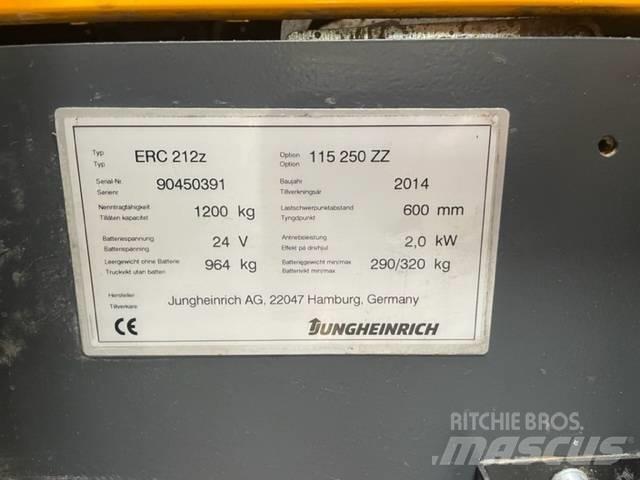 Typ ERC 212z Option 115 250 ZZ
Typ Option
Serial-Nr. 90450391 Baujahr 2014
Serienr Tillverkningsår
Nenntragfähigkeit 1200 kg Lastschwerpunktabstand 600 mm
Tillåten kapacitet Tyngdpunkt
Batteriespannung 24 V Antriebsleistung 2,0 kW
Batterispänning Effekt på drivhjul
Leergewicht ohne Batterie 964 kg Batteriegewicht min/max 290/320 kg
Truckvikt utan batteri Batterivikt min/max
Hersteller Jungheinrich AG, 22047 Hamburg, Germany
Tillverkare
CE JUNGHEINRICH
RITCHIE BROS.
MASCUS